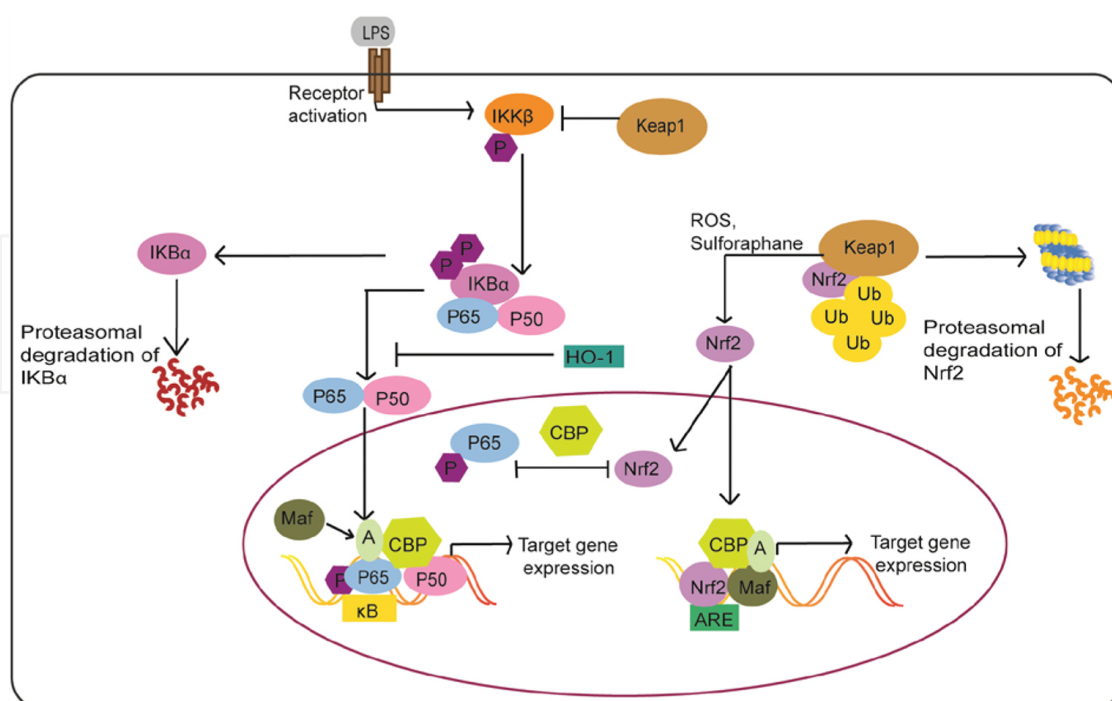 LPS
Receptor
activation
IKKβ
P
Keap1
ROS,
Sulforaphane
Keap1
Nrf2
Ub
Ub
Ub
Ub
IKBα
P
P
IKBα
P65
P50
Proteasomal
degradation of
IKBα
HO-1
Nrf2
Proteasomal
degradation of
Nrf2
P65
P50
P65
P
CBP
Nrf2
Maf
A
CBP
P
P65
P50
κB
Target gene
expression
CBP
A
Nrf2
Maf
ARE
Target gene
expression